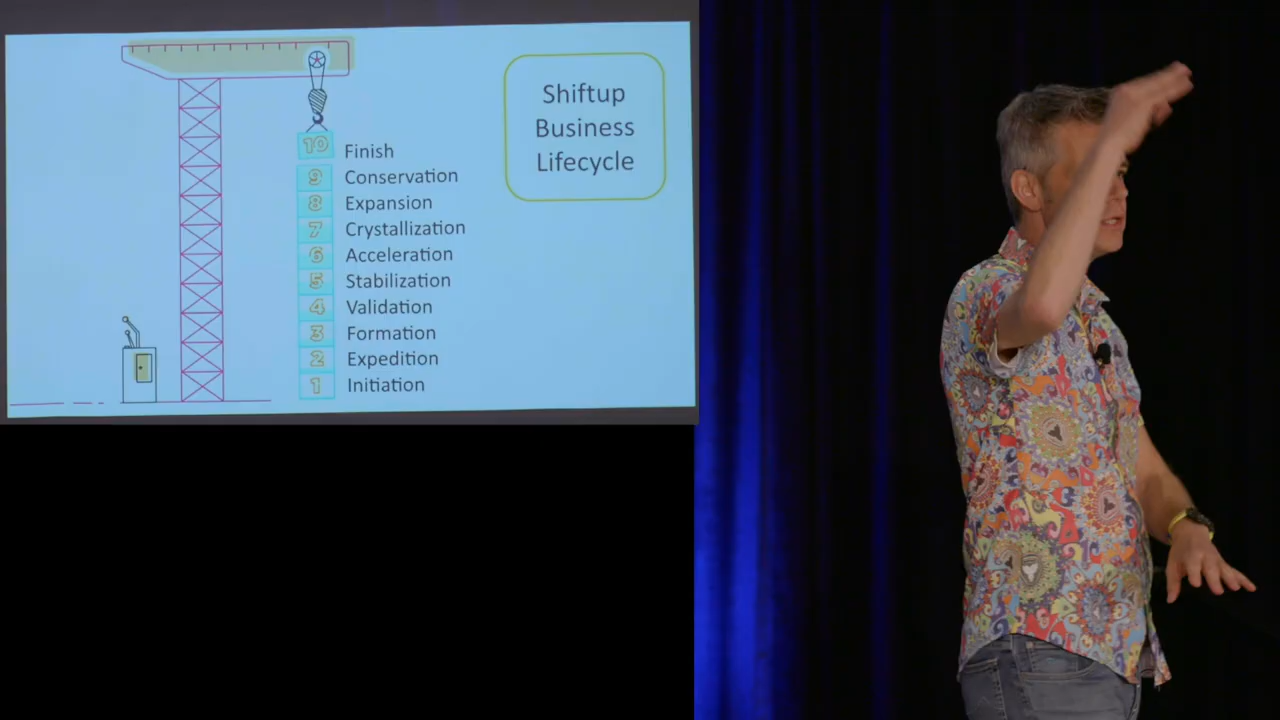 Shiftup
Business
Lifecycle
10 Finish
9 Conservation
8 Expansion
7 Crystallization
6 Acceleration
5 Stabilization
4 Validation
3 Formation
2 Expedition
1 Initiation